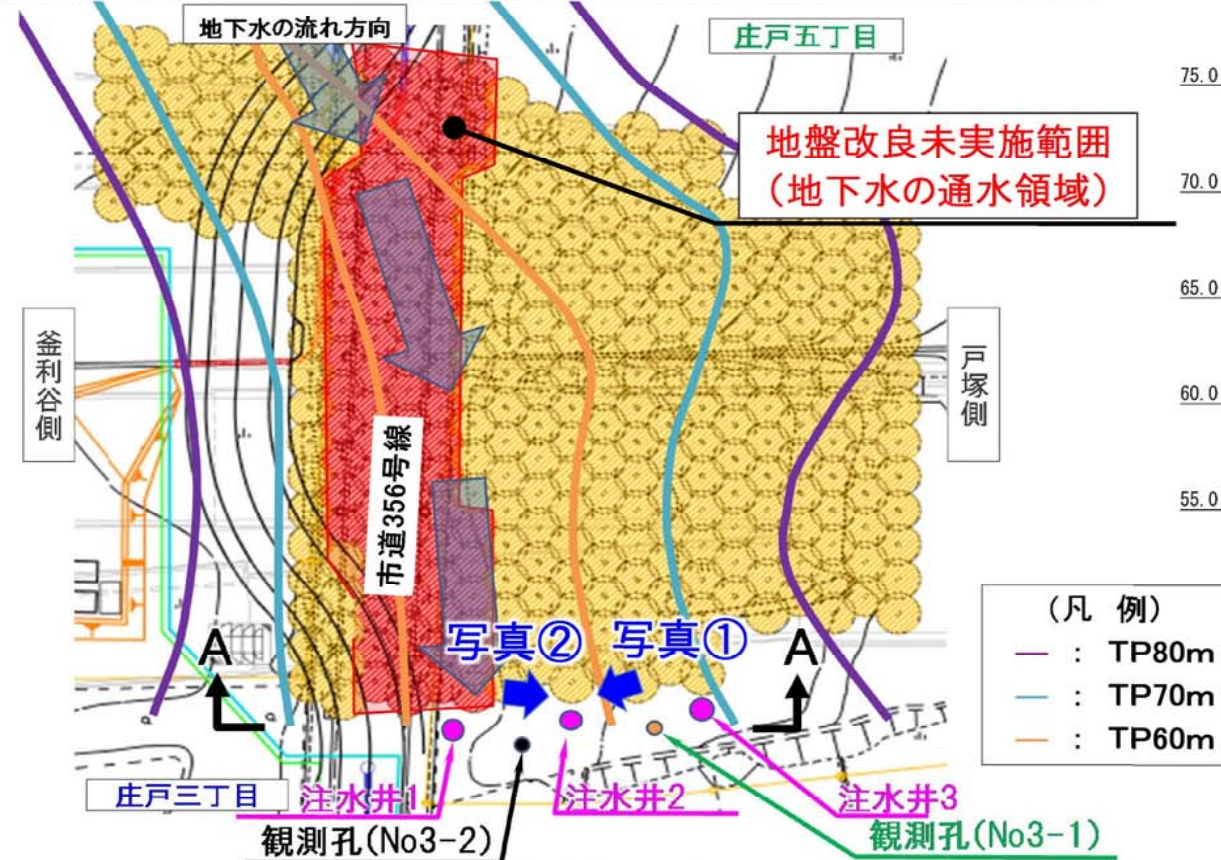 地下水の流れ方向
庄戸五丁目
75.0
地盤改良未実施範囲
(地下水の通水領域)
70.0
65.0
釜利谷側
戸塚側
60.0
市道356号線
55.0
(凡 例)
— : TP80m
— : TP70m
— : TP60m
写真② 写真①
A A
庄戸三丁目
注水井1 注水井2 注水井3
観測孔(No3-2)
観測孔(No3-1)